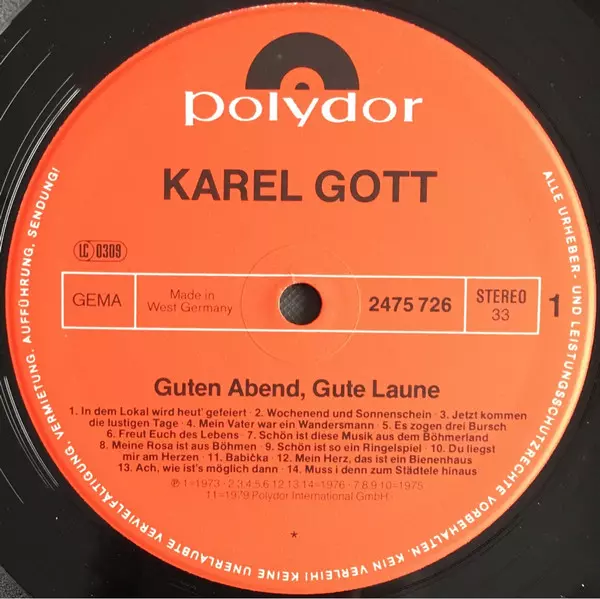 polydor
KAREL GOTT
LC 0309
GEMA
Made in
West Germany
2475 726
STEREO
33
1
Guten Abend, Gute Laune
1. In dem Lokal wird heut' gefeiert · 2. Wochenend und Sonnenschein · 3. Jetzt kommen
die lustigen Tage · 4. Mein Vater war ein Wandersmann · 5. Es zogen drei Bursch
6. Freut Euch des Lebens · 7. Schön ist diese Musik aus dem Böhmerland
8. Meine Rosa ist aus Böhmen · 9. Schön ist so ein Ringelspiel · 10. Du liegst
mir am Herzen · 11. Babička · 12. Mein Herz, das ist ein Bienenhaus
13. Ach, wie ist's möglich dann · 14. Muss i denn zum Städtele hinaus
℗ 1=1973 · 2,3,4,5,6,12,13,14=1976 · 7,8,9,10=1975
11=1979 Polydor International GmbH
*
ALLE URHEBER- UND LEISTUNGSSCHUTZRECHTE VORBEHALTEN. KEIN VERLEIH! KEINE UNERLAUBTE VERVIELFÄLTIGUNG, VERMIETUNG, AUFFÜHRUNG, SENDUNG!